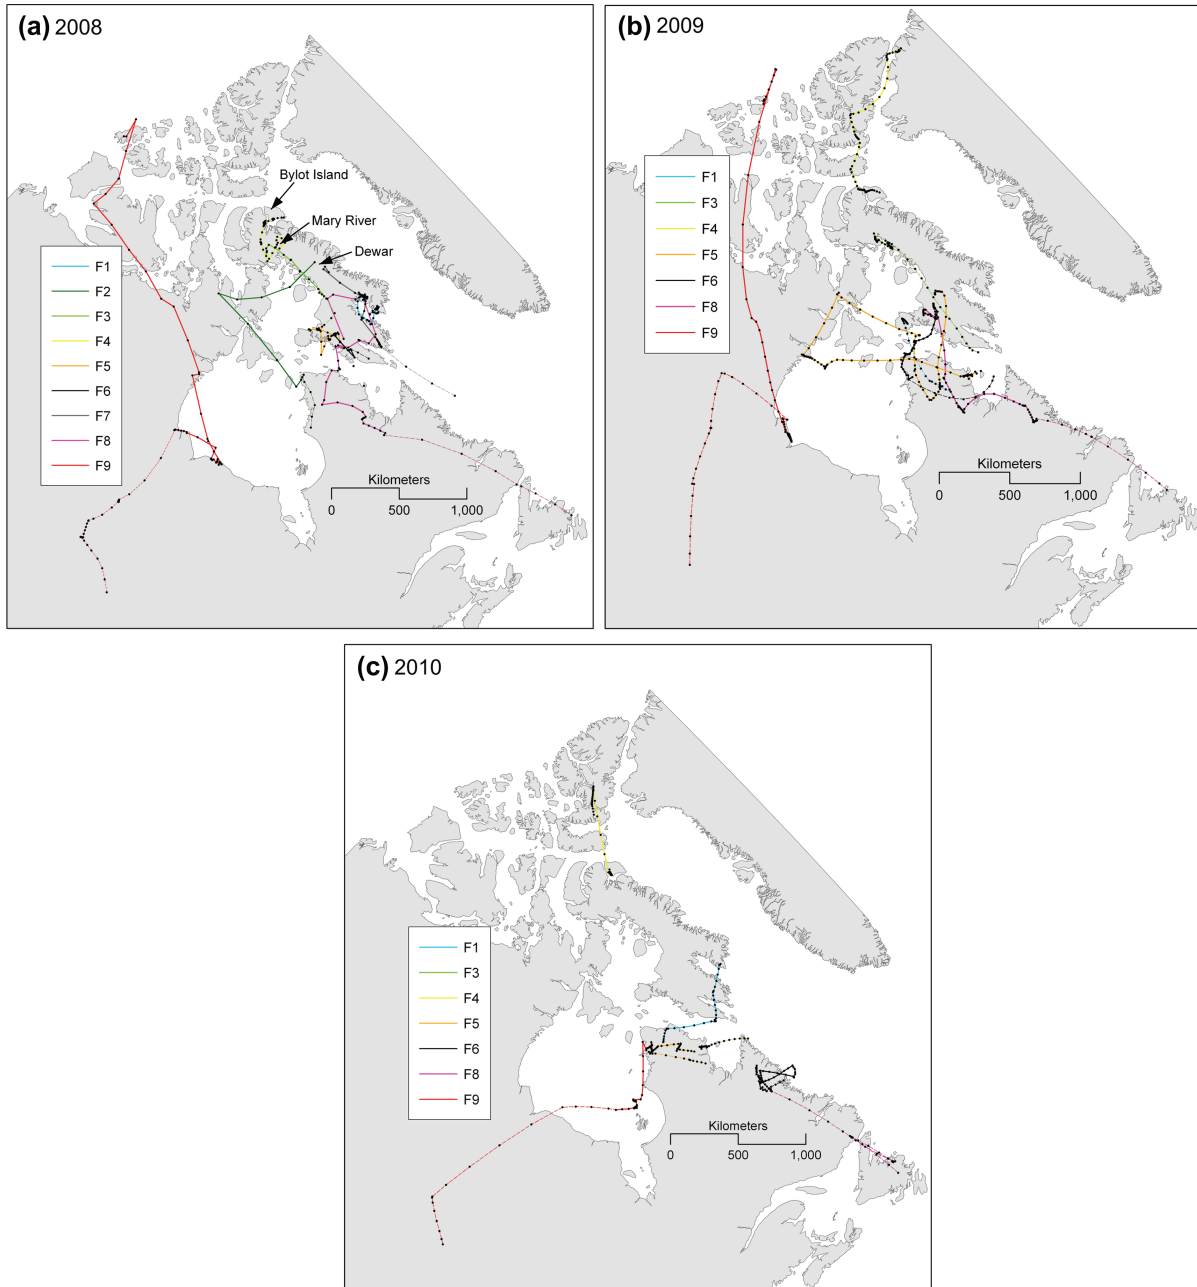 (a) 2008
Bylot Island
Mary River
Dewar
F1
F2
F3
F4
F5
F6
F7
F8
F9
Kilometers
0 500 1,000
(b) 2009
F1
F3
F4
F5
F6
F8
F9
Kilometers
0 500 1,000
(c) 2010
F1
F3
F4
F5
F6
F8
F9
Kilometers
0 500 1,000